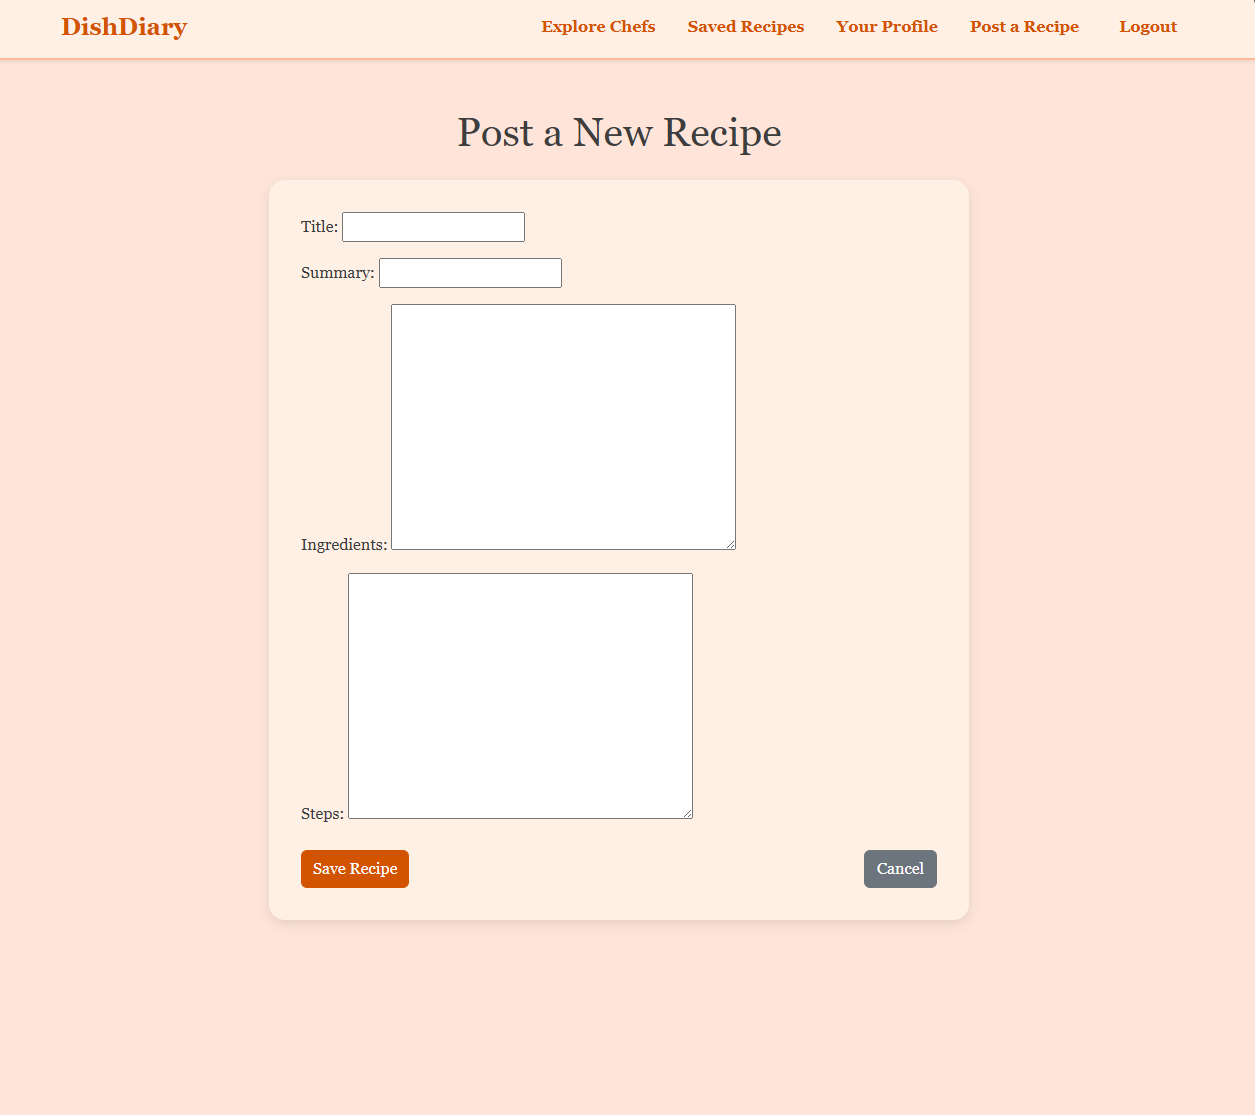 DishDiary Explore Chefs Saved Recipes Your Profile Post a Recipe Logout
Post a New Recipe
Title:
Summary:
Ingredients:
Steps:
Save Recipe Cancel